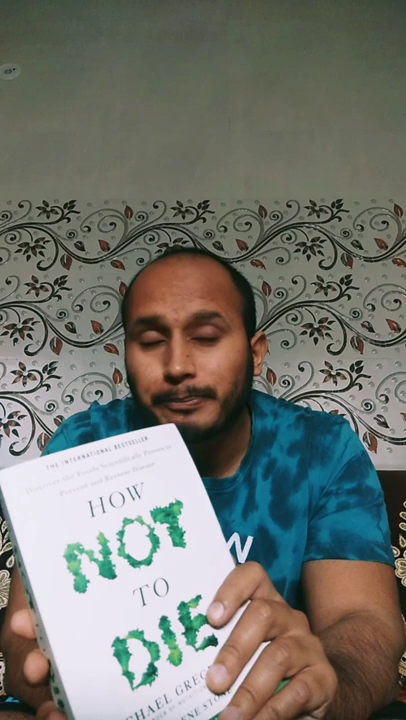 THE INTERNATIONAL BESTSELLER
Discover the Foods Scientifically Proven to
Prevent and Reverse Disease
HOW
NOT
TO
DIE